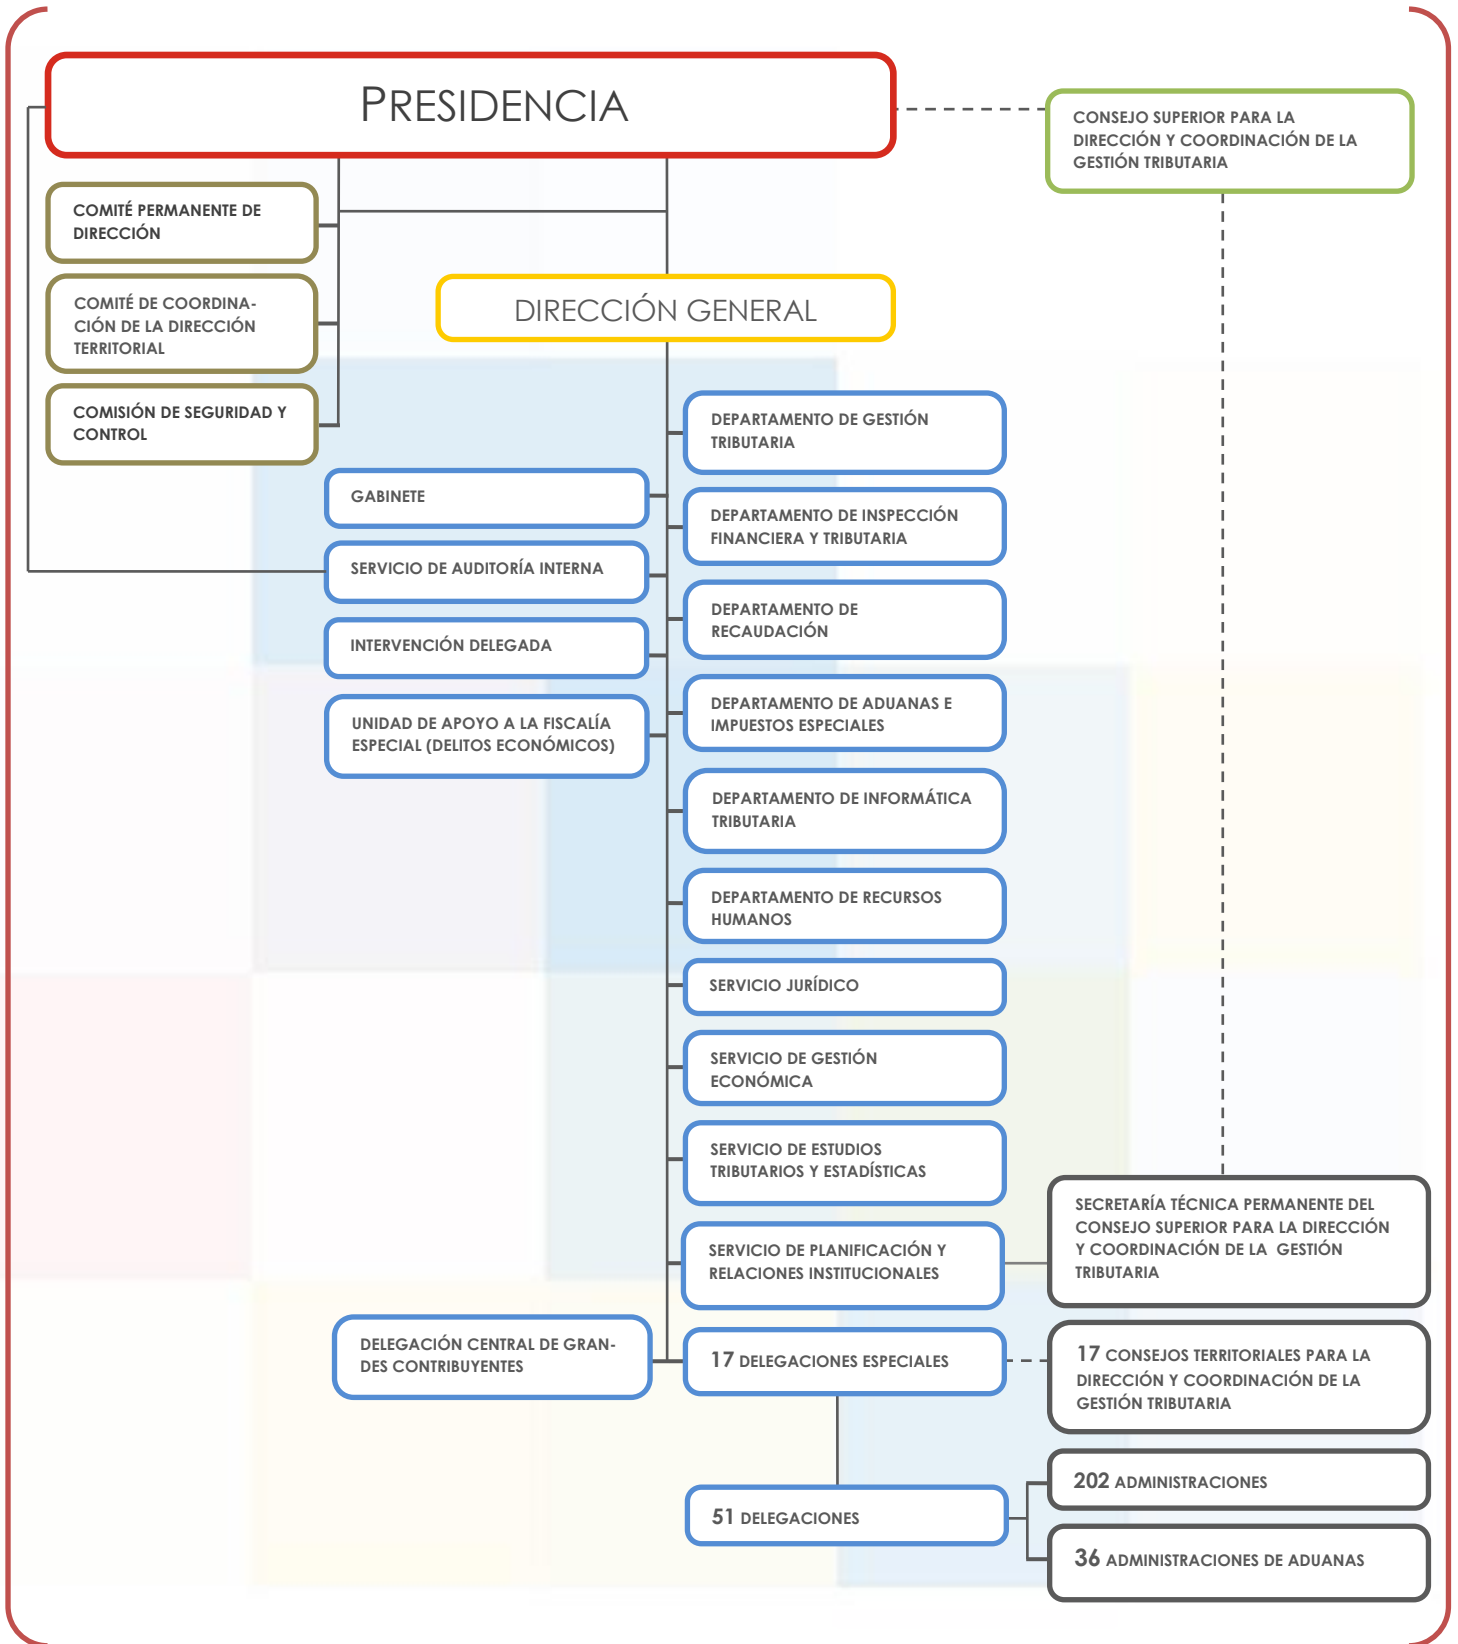 PRESIDENCIA
CONSEJO SUPERIOR PARA LA
DIRECCIÓN Y COORDINACIÓN DE LA
GESTIÓN TRIBUTARIA
COMITÉ PERMANENTE DE
DIRECCIÓN
COMITÉ DE COORDINA-
CIÓN DE LA DIRECCIÓN
TERRITORIAL
COMISIÓN DE SEGURIDAD Y
CONTROL
DIRECCIÓN GENERAL
GABINETE
SERVICIO DE AUDITORÍA INTERNA
INTERVENCIÓN DELEGADA
UNIDAD DE APOYO A LA FISCALÍA
ESPECIAL (DELITOS ECONÓMICOS)
DEPARTAMENTO DE GESTIÓN
TRIBUTARIA
DEPARTAMENTO DE INSPECCIÓN
FINANCIERA Y TRIBUTARIA
DEPARTAMENTO DE
RECAUDACIÓN
DEPARTAMENTO DE ADUANAS E
IMPUESTOS ESPECIALES
DEPARTAMENTO DE INFORMÁTICA
TRIBUTARIA
DEPARTAMENTO DE RECURSOS
HUMANOS
SERVICIO JURÍDICO
SERVICIO DE GESTIÓN
ECONÓMICA
SERVICIO DE ESTUDIOS
TRIBUTARIOS Y ESTADÍSTICAS
SERVICIO DE PLANIFICACIÓN Y
RELACIONES INSTITUCIONALES
SECRETARÍA TÉCNICA PERMANENTE DEL
CONSEJO SUPERIOR PARA LA DIRECCIÓN
Y COORDINACIÓN DE LA GESTIÓN
TRIBUTARIA
DELEGACIÓN CENTRAL DE GRAN-
DES CONTRIBUYENTES
17 DELEGACIONES ESPECIALES
17 CONSEJOS TERRITORIALES PARA LA
DIRECCIÓN Y COORDINACIÓN DE LA
GESTIÓN TRIBUTARIA
51 DELEGACIONES
202 ADMINISTRACIONES
36 ADMINISTRACIONES DE ADUANAS